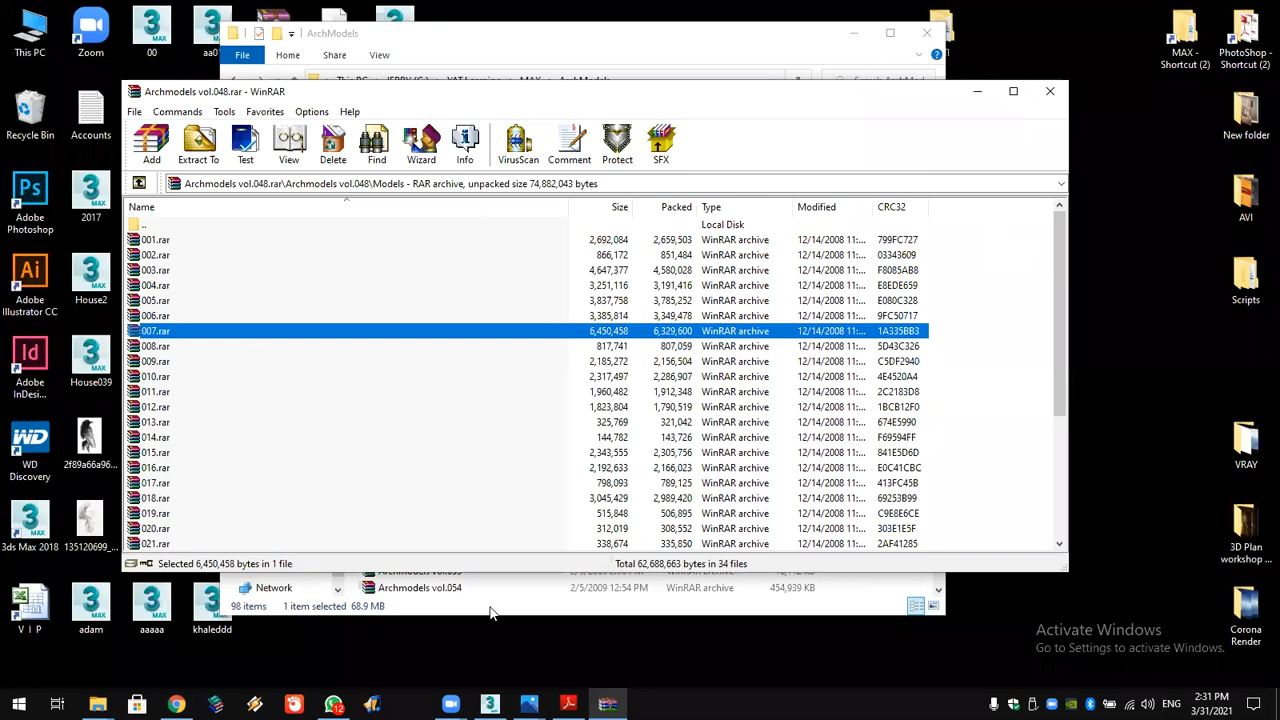 This PC
Zoom
00
aa0
ArchModels
MAX - Shortcut (2)
PhotoShop - Shortcut (2)
File Home Share View
Archmodels vol.048.rar - WinRAR
File Commands Tools Favorites Options Help
Add Extract To Test View Delete Find Wizard Info VirusScan Comment Protect SFX
Archmodels vol.048.rar\Archmodels vol.048\Models - RAR archive, unpacked size 74,882,043 bytes
Name Size Packed Type Modified CRC32
.. Local Disk
001.rar 2,692,084 2,659,503 WinRAR archive 12/14/2008 11:... 799FC727
002.rar 866,172 851,484 WinRAR archive 12/14/2008 11:... 03343609
003.rar 4,647,377 4,580,028 WinRAR archive 12/14/2008 11:... F8085AB8
004.rar 3,251,116 3,191,416 WinRAR archive 12/14/2008 11:... E8EDE659
005.rar 3,837,758 3,785,252 WinRAR archive 12/14/2008 11:... E080C328
006.rar 3,385,814 3,349,478 WinRAR archive 12/14/2008 11:... 9FC50717
007.rar 6,450,458 6,329,600 WinRAR archive 12/14/2008 11:... 1A335BB3
008.rar 817,741 807,059 WinRAR archive 12/14/2008 11:... 5D43C326
009.rar 2,185,272 2,156,504 WinRAR archive 12/14/2008 11:... C5DF2940
010.rar 2,317,497 2,286,907 WinRAR archive 12/14/2008 11:... 4E4520A4
011.rar 1,960,482 1,912,348 WinRAR archive 12/14/2008 11:... 2C2183D8
012.rar 1,823,804 1,790,519 WinRAR archive 12/14/2008 11:... 1BCB12F0
013.rar 325,769 321,042 WinRAR archive 12/14/2008 11:... 674E5990
014.rar 144,782 143,726 WinRAR archive 12/14/2008 11:... F69594FF
015.rar 2,343,555 2,305,756 WinRAR archive 12/14/2008 11:... 841E5D6D
016.rar 2,192,633 2,166,023 WinRAR archive 12/14/2008 11:... E0C41CBC
017.rar 798,093 789,125 WinRAR archive 12/14/2008 11:... 413FC45B
018.rar 3,045,429 2,989,420 WinRAR archive 12/14/2008 11:... 69253B99
019.rar 515,848 506,895 WinRAR archive 12/14/2008 11:... C9E8E6CE
020.rar 312,019 308,552 WinRAR archive 12/14/2008 11:... 303E1E5F
021.rar 338,674 335,850 WinRAR archive 12/14/2008 11:... 2AF41285
Selected 6,450,458 bytes in 1 file
Total 62,688,663 bytes in 34 files
Network
Archmodels vol.054 2/5/2009 12:54 PM WinRAR archive 454,939 KB
98 items 1 item selected 68.9 MB
Recycle Bin
Accounts
Adobe Photoshop
2017
Adobe Illustrator CC
House2
Adobe InDesi...
House039
WD Discovery
2f89a66a96...
3ds Max 2018
135120699_...
V I P
adam
aaaaa
khaleddd
New folder
AVI
Scripts
VRAY
3D Plan workshop ...
Corona Render
Activate Windows
Go to Settings to activate Windows.
12
ENG
2:31 PM
3/31/2021